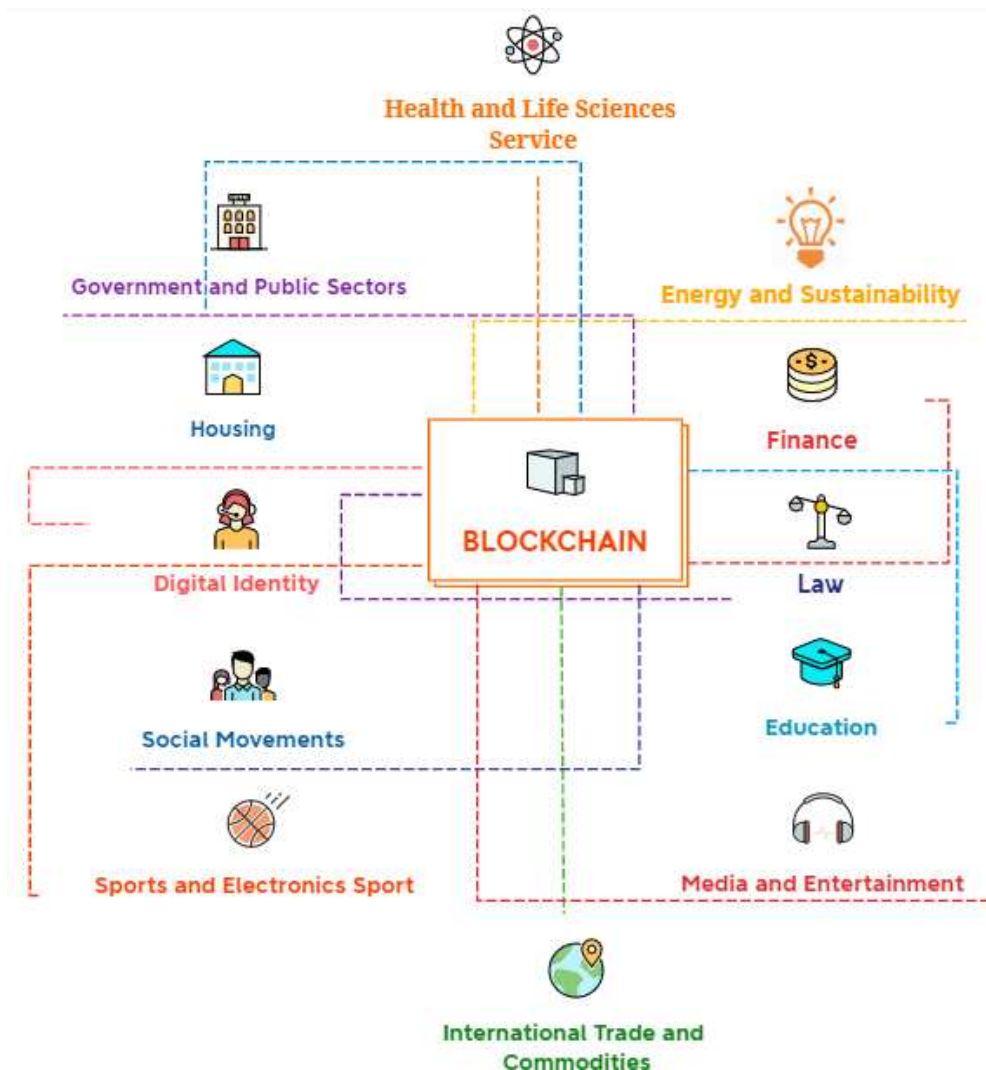 Health and Life Sciences
Service
Government and Public Sectors
Energy and Sustainability
Housing
Finance
BLOCKCHAIN
Digital Identity
Law
Social Movements
Education
Sports and Electronics Sport
Media and Entertainment
International Trade and
Commodities